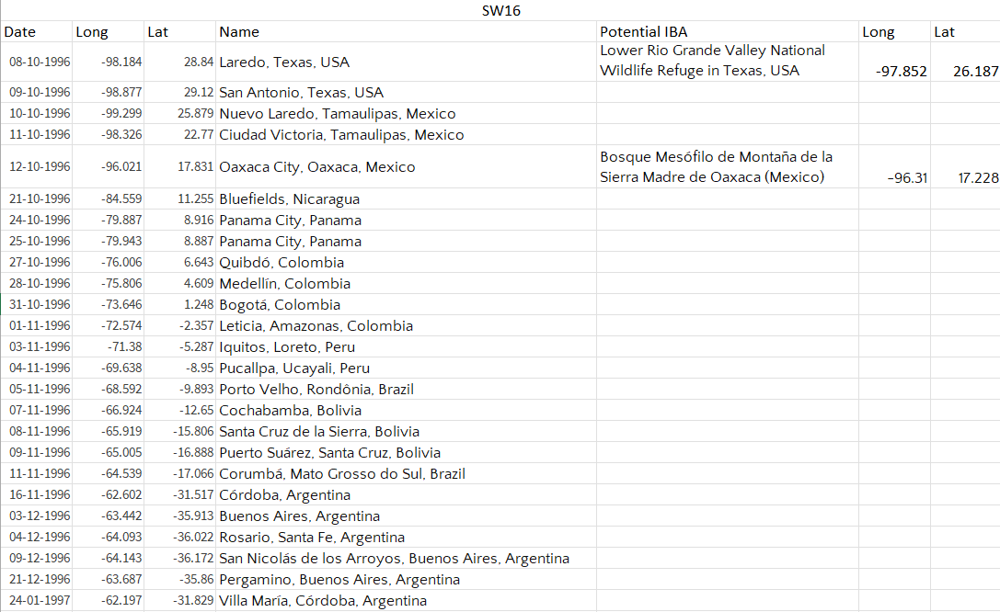 SW16
Date Long Lat Name Potential IBA Long Lat
08-10-1996 -98.184 28.84 Laredo, Texas, USA Lower Rio Grande Valley National Wildlife Refuge in Texas, USA -97.852 26.187
09-10-1996 -98.877 29.12 San Antonio, Texas, USA
10-10-1996 -99.299 25.879 Nuevo Laredo, Tamaulipas, Mexico
11-10-1996 -98.326 22.77 Ciudad Victoria, Tamaulipas, Mexico
12-10-1996 -96.021 17.831 Oaxaca City, Oaxaca, Mexico Bosque Mesófilo de Montaña de la Sierra Madre de Oaxaca (Mexico) -96.31 17.228
21-10-1996 -84.559 11.255 Bluefields, Nicaragua
24-10-1996 -79.887 8.916 Panama City, Panama
25-10-1996 -79.943 8.887 Panama City, Panama
27-10-1996 -76.006 6.643 Quibdó, Colombia
28-10-1996 -75.806 4.609 Medellín, Colombia
31-10-1996 -73.646 1.248 Bogotá, Colombia
01-11-1996 -72.574 -2.357 Leticia, Amazonas, Colombia
03-11-1996 -71.38 -5.287 Iquitos, Loreto, Peru
04-11-1996 -69.638 -8.95 Pucallpa, Ucayali, Peru
05-11-1996 -68.592 -9.893 Porto Velho, Rondônia, Brazil
07-11-1996 -66.924 -12.65 Cochabamba, Bolivia
08-11-1996 -65.919 -15.806 Santa Cruz de la Sierra, Bolivia
09-11-1996 -65.005 -16.888 Puerto Suárez, Santa Cruz, Bolivia
11-11-1996 -64.539 -17.066 Corumbá, Mato Grosso do Sul, Brazil
16-11-1996 -62.602 -31.517 Córdoba, Argentina
03-12-1996 -63.442 -35.913 Buenos Aires, Argentina
04-12-1996 -64.093 -36.022 Rosario, Santa Fe, Argentina
09-12-1996 -64.143 -36.172 San Nicolás de los Arroyos, Buenos Aires, Argentina
21-12-1996 -63.687 -35.86 Pergamino, Buenos Aires, Argentina
24-01-1997 -62.197 -31.829 Villa María, Córdoba, Argentina